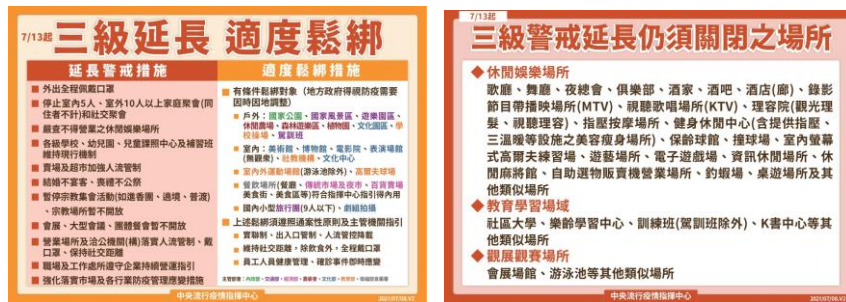 7/13起 三級延長 適度鬆綁
延長警戒措施
■ 外出全程佩戴口罩
■ 停止室內5人、室外10人以上家庭聚會(同
住者不計)和社交聚會
■ 嚴查不得營業之休閒娛樂場所
■ 各級學校、幼兒園、兒童課照中心及補習班
維持現行機制
■ 賣場及超市加強人流管制
■ 結婚不宴客、喪禮不公祭
■ 暫停宗教集會活動(如進香團、遶境、普渡)
、宗教場所暫不開放
■ 會展、大型會議、團體餐會暫不開放
■ 營業場所及洽公機關(構)落實人流管制、戴
口罩、保持社交距離
■ 職場及工作處所遵守企業持續營運指引
■ 強化落實市場及各行業防疫管理應變措施
適度鬆綁措施
■ 有條件鬆綁對象 (地方政府得視防疫需要
因時因地調整)
▪ 戶外：國家公園、國家風景區、遊樂園區、
休閒農場、森林遊樂區、植物園、文化園區、學
校操場、駕訓班
▪ 室內：美術館、博物館、電影院、表演場館
(無觀眾)、社教機構、文化中心
▪ 室內外運動場館(游泳池除外)、高爾夫球場
▪ 餐飲場所(餐廳、傳統市場及夜市、百貨賣場
美食街、美食區等)符合指揮中心指引得內用
▪ 國內小型旅行團(9人以下)、劇組拍攝
■ 上述鬆綁須遵照通案性原則及主管機關指引
▪ 實聯制、出入口管制、人流管控降載
▪ 維持社交距離，除飲食外，全程戴口罩
▪ 員工人員健康管理、確診事件即時應變
中央流行疫情指揮中心
2021/07/08.V2
7/13起
三級警戒延長仍須關閉之場所
◆ 休閒娛樂場所
歌廳、舞廳、夜總會、俱樂部、酒家、酒吧、酒店(廊)、錄影
節目帶播映場所(MTV)、視聽歌唱場所(KTV)、理容院(觀光理
髮、視聽理容)、指壓按摩場所、健身休閒中心(含提供指壓、
三溫暖等設施之美容瘦身場所)、保齡球館、撞球場、室內螢幕
式高爾夫練習場、遊藝場所、電子遊戲場、資訊休閒場所、休
閒麻將館、自助選物販賣機營業場所、釣蝦場、桌遊場所及其
他類似場所
◆ 教育學習場域
社區大學、樂齡學習中心、訓練班(駕訓班除外)、K書中心等其
他類似場所
◆ 觀展觀賽場所
會展場館、游泳池等其他類似場所
中央流行疫情指揮中心
2021/07/08.V2